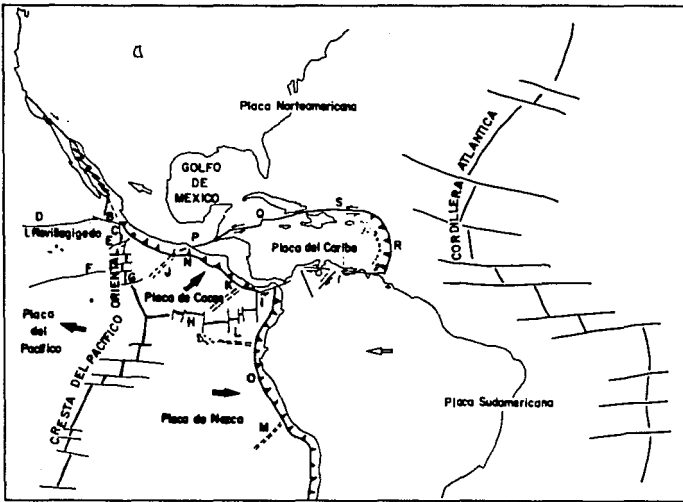 Placa Norteamericana
GOLFO
DE
MEXICO
CORDILLERA ATLANTICA
D
B
C
I. Revillagigedo
E
F
G
ORIENTAL
P
Q
S
R
Placa del Caribe
N
J
K
I
T
Placa de Cocos
H
L
Placa
del
Pacífico
CRESTA DEL PACIFICO
O
Placa de Nazca
M
Placa Sudamericana